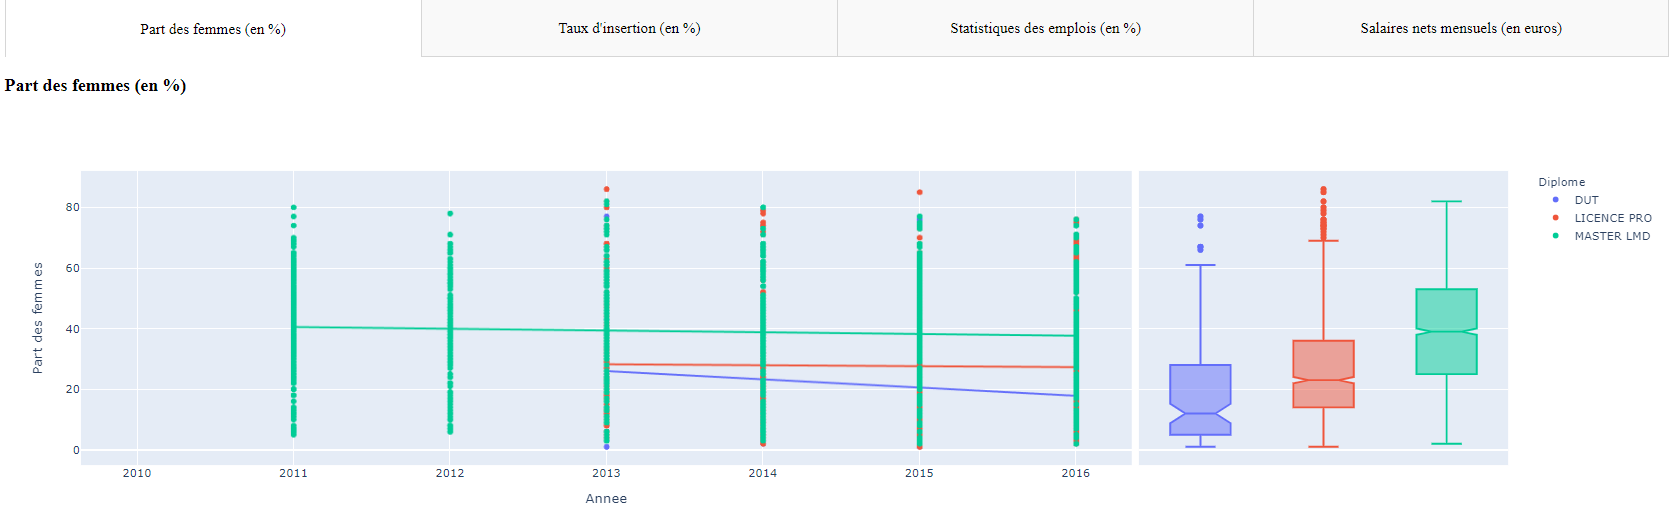 Part des femmes (en %)
Taux d'insertion (en %)
Statistiques des emplois (en %)
Salaires nets mensuels (en euros)
Part des femmes (en %)
Part des femmes
80
60
40
20
0
2010
2011
2012
2013
2014
2015
2016
Annee
Diplome
DUT
LICENCE PRO
MASTER LMD